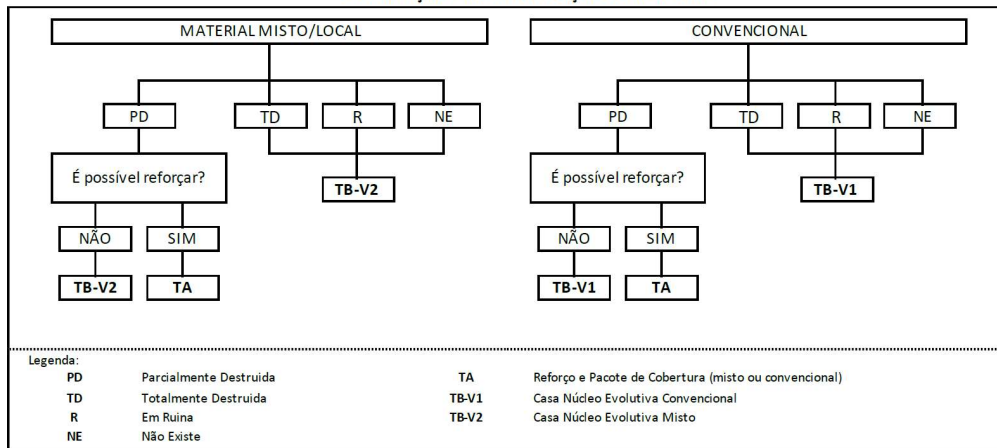 MATERIAL MISTO/LOCAL
PD TD R NE
É possível reforçar?
TB-V2
NÃO SIM
TB-V2 TA
CONVENCIONAL
PD TD R NE
É possível reforçar?
TB-V1
NÃO SIM
TB-V1 TA
Legenda:
PD Parcialmente Destruida
TD Totalmente Destruida
R Em Ruina
NE Não Existe
TA Reforço e Pacote de Cobertura (misto ou convencional)
TB-V1 Casa Núcleo Evolutiva Convencional
TB-V2 Casa Núcleo Evolutiva Misto